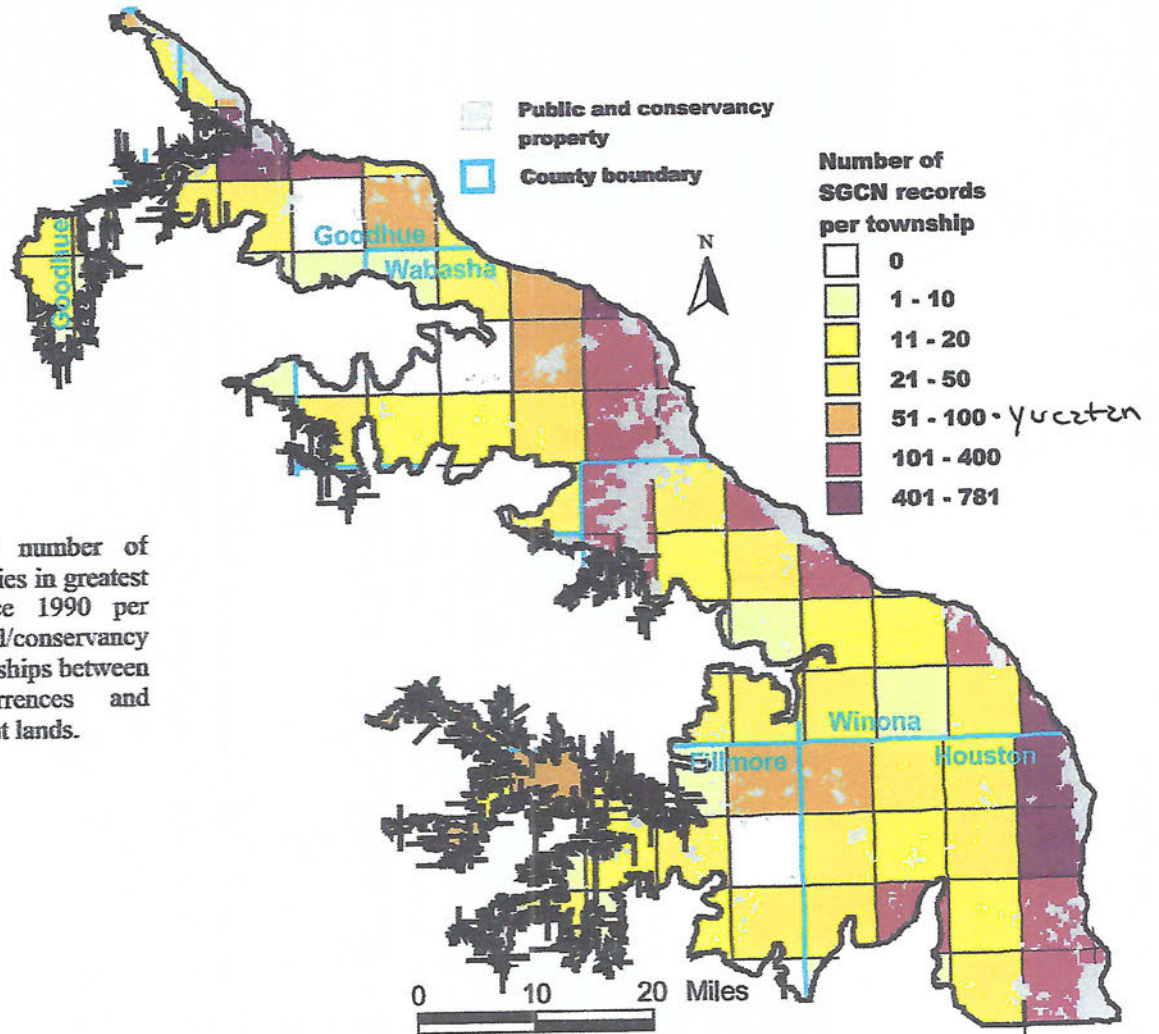 Public and conservancy
property
County boundary
Number of
SGCN records
per township
0
1 - 10
11 - 20
21 - 50
51 - 100 • Yucatan
101 - 400
401 - 781
N
Goodhue
Goodhue
Wabasha
number of
ies in greatest
ce 1990 per
l/conservancy
ships between
rrences and
t lands.
Winona
Fillmore
Houston
0 10 20 Miles